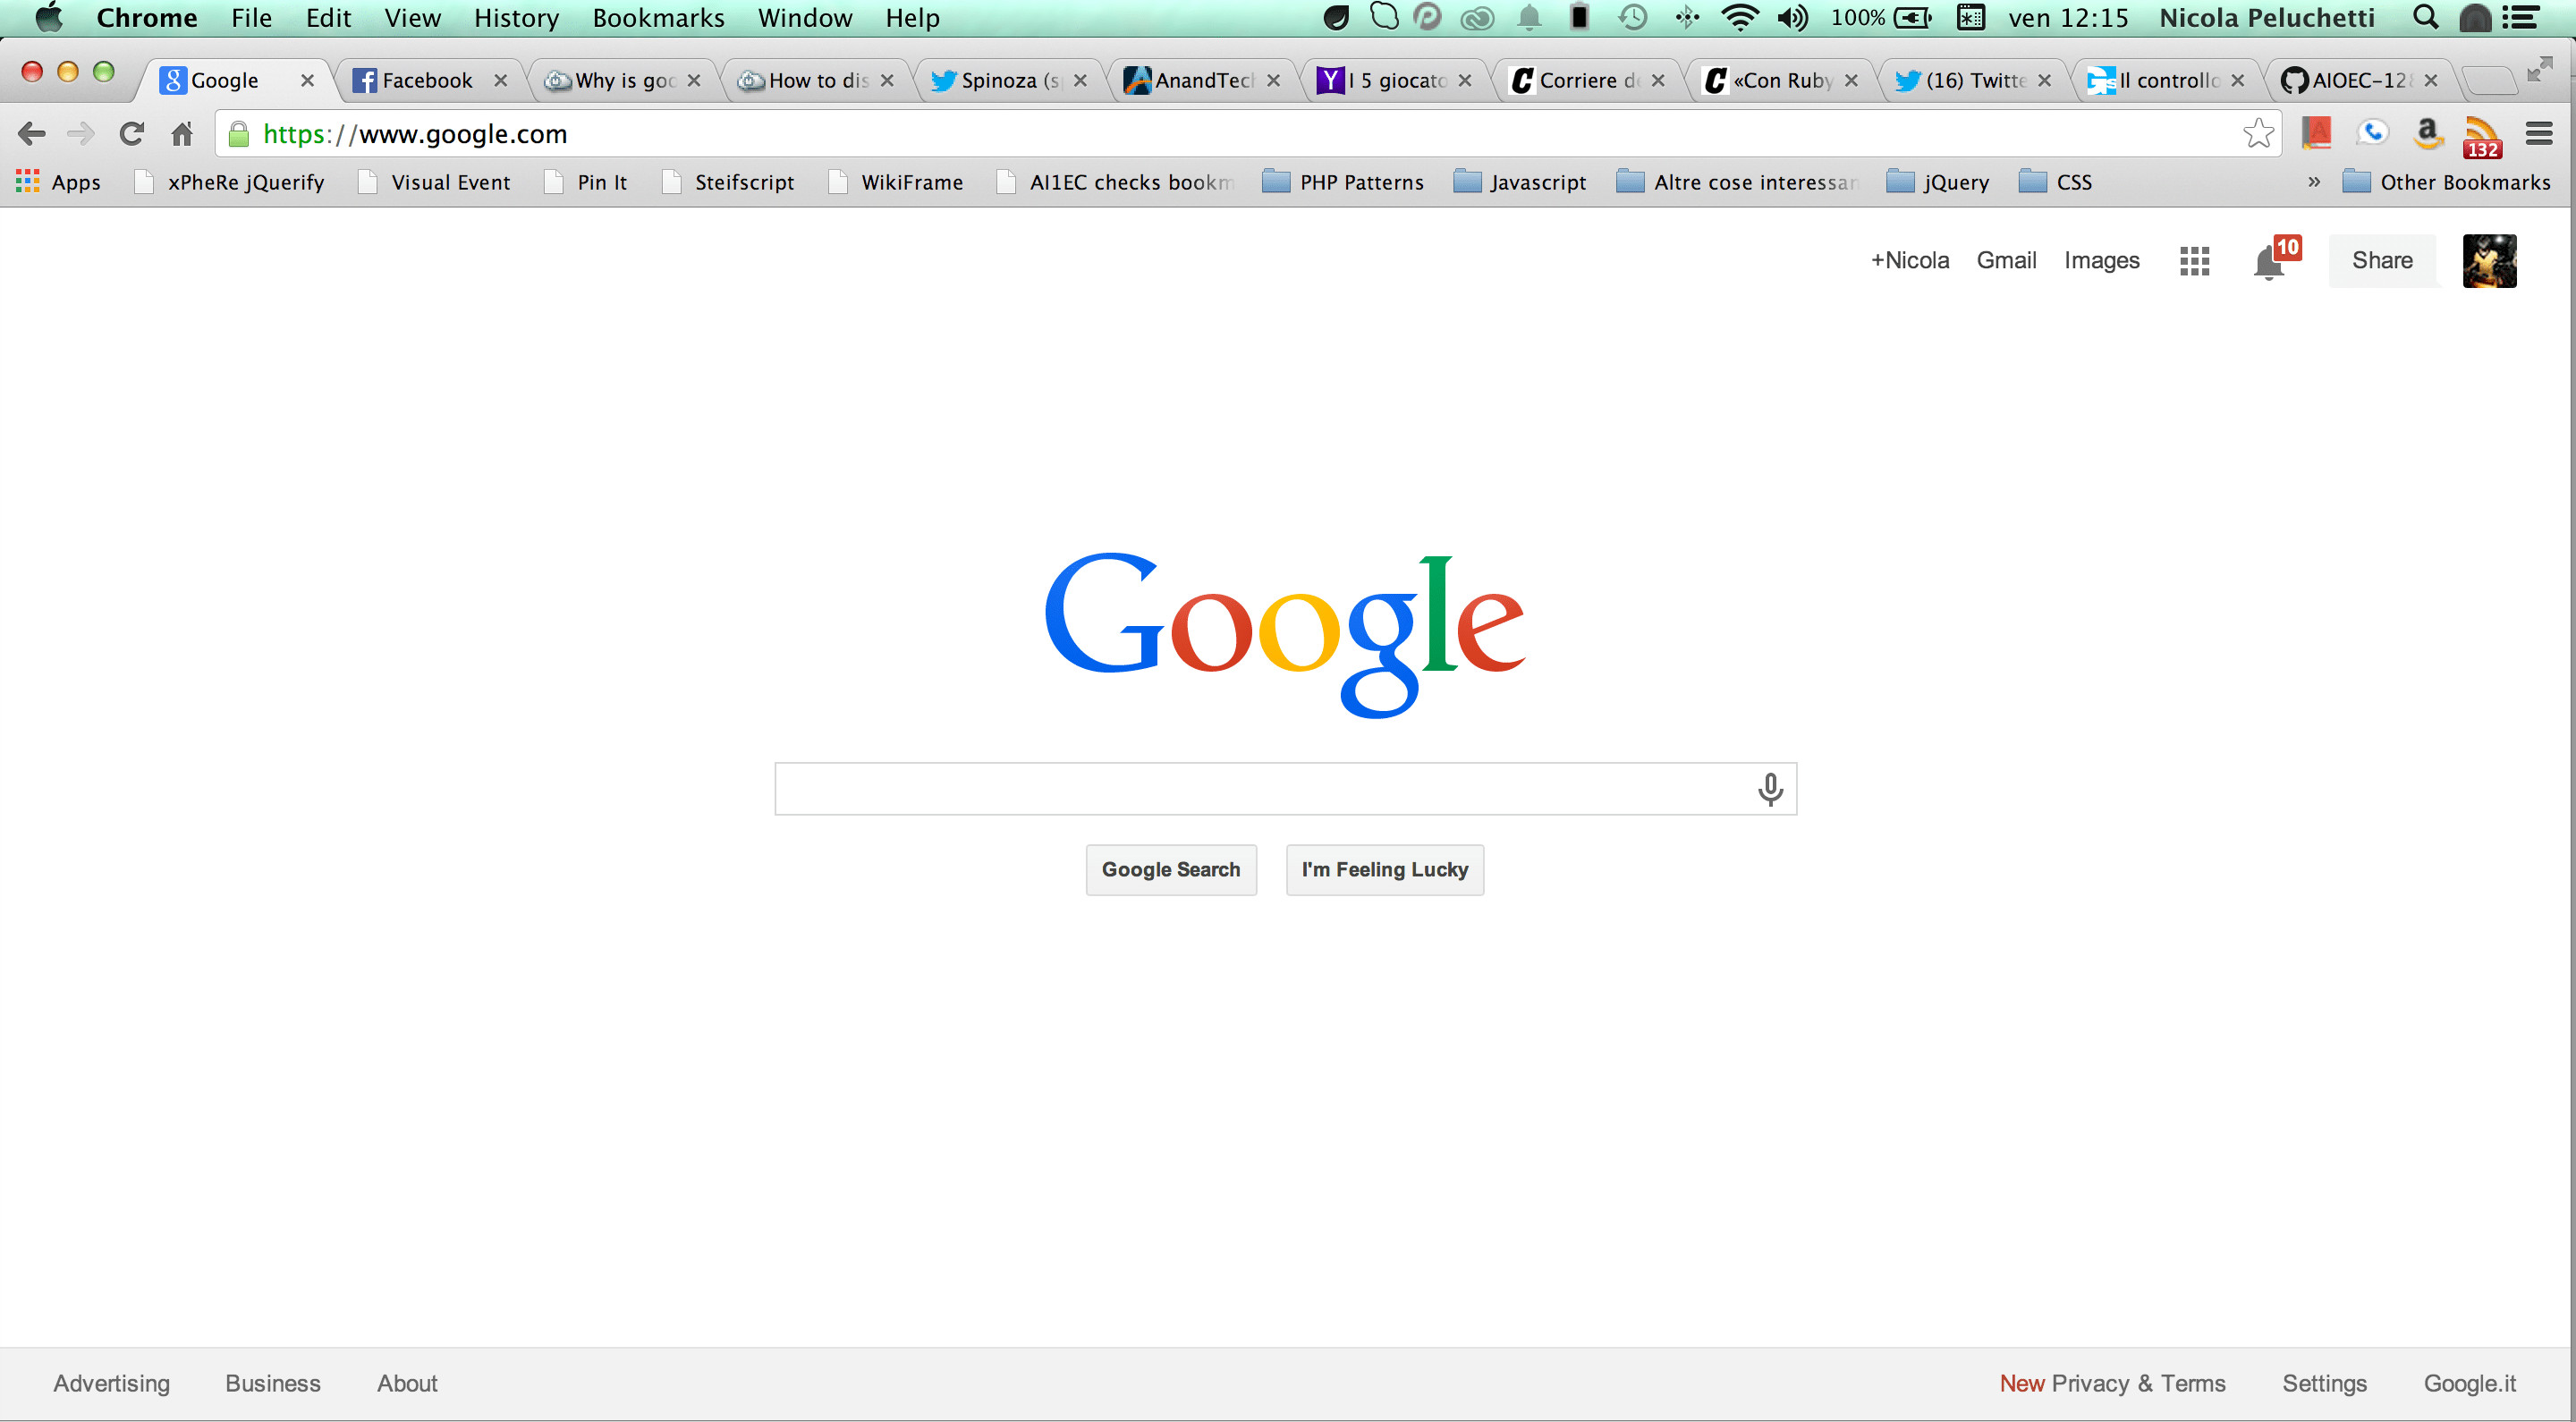 Chrome File Edit View History Bookmarks Window Help 100% ven 12:15 Nicola Peluchetti
Google Facebook Why is goo How to dis Spinoza (s AnandTech I 5 giocato Corriere de «Con Ruby (16) Twitte Il controllo AIOEC-128
https://www.google.com 132
Apps xPheRe jQuerify Visual Event Pin It Steifscript WikiFrame AI1EC checks bookm PHP Patterns Javascript Altre cose interessan jQuery CSS » Other Bookmarks
+Nicola Gmail Images 10 Share
Google
Google Search I'm Feeling Lucky
Advertising Business About New Privacy & Terms Settings Google.it